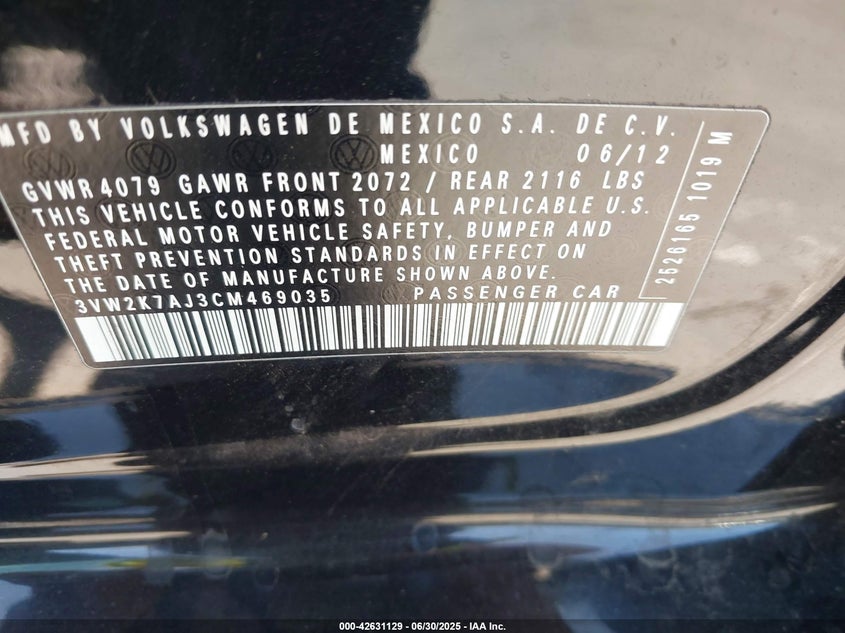 MFD BY VOLKSWAGEN DE MEXICO S.A. DE C.V.
MEXICO 06/12
GVWR 4079 GAWR FRONT 2072 / REAR 2116 LBS
THIS VEHICLE CONFORMS TO ALL APPLICABLE U.S.
FEDERAL MOTOR VEHICLE SAFETY, BUMPER AND
THEFT PREVENTION STANDARDS IN EFFECT ON
THE DATE OF MANUFACTURE SHOWN ABOVE.
3VW2K7AJ3CM469035 PASSENGER CAR
2626165 1019 M
000-42631129 - 06/30/2025 - IAA Inc.